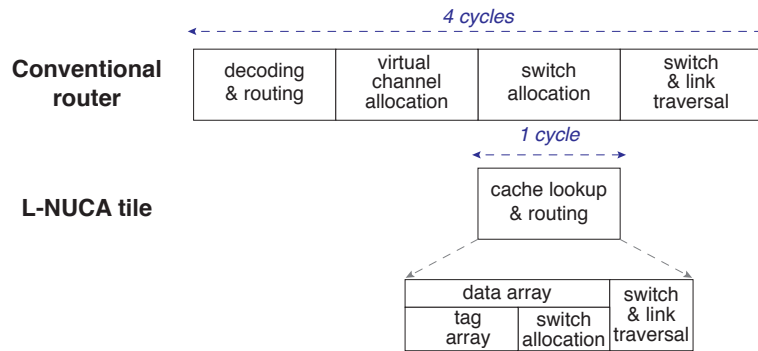 4 cycles
Conventional
router
decoding
& routing
virtual
channel
allocation
switch
allocation
switch
& link
traversal
1 cycle
L-NUCA tile
cache lookup
& routing
data array
tag
array
switch
allocation
switch
& link
traversal